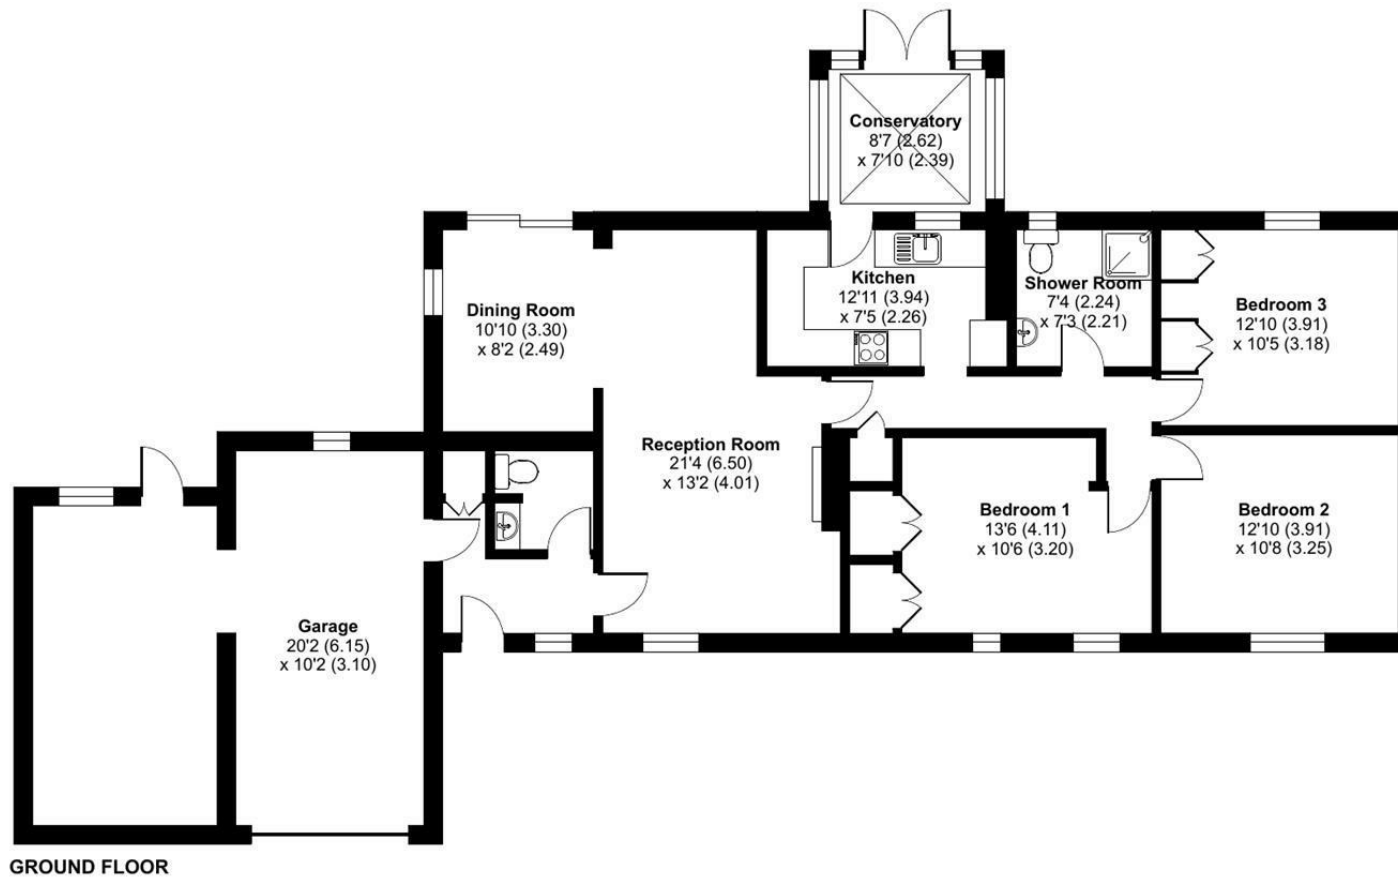 Conservatory
8'7 (2.62)
x 7'10 (2.39)
Kitchen
12'11 (3.94)
x 7'5 (2.26)
Shower Room
7'4 (2.24)
x 7'3 (2.21)
Dining Room
10'10 (3.30)
x 8'2 (2.49)
Bedroom 3
12'10 (3.91)
x 10'5 (3.18)
Reception Room
21'4 (6.50)
x 13'2 (4.01)
Bedroom 1
13'6 (4.11)
x 10'6 (3.20)
Bedroom 2
12'10 (3.91)
x 10'8 (3.25)
Garage
20'2 (6.15)
x 10'2 (3.10)
GROUND FLOOR